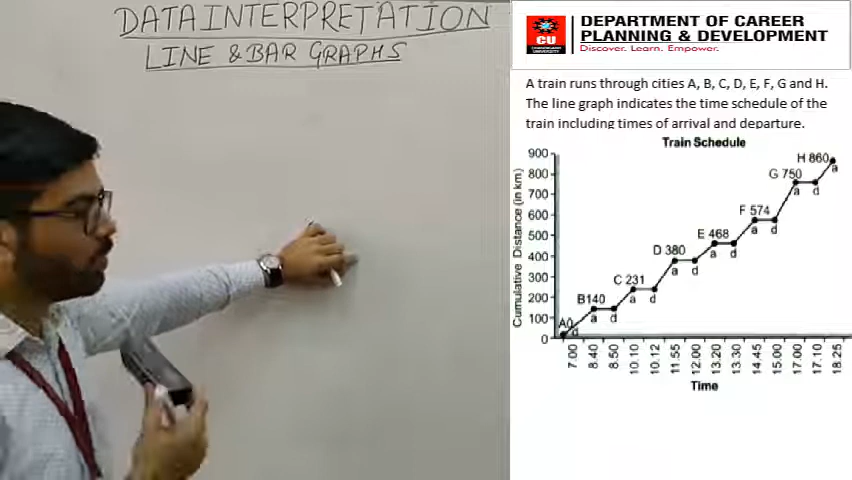 DATA INTERPRETATION
LINE & BAR GRAPHS
CU
DEPARTMENT OF CAREER
PLANNING & DEVELOPMENT
Discover. Learn. Empower.
A train runs through cities A, B, C, D, E, F, G and H.
The line graph indicates the time schedule of the
train including times of arrival and departure.
Train Schedule
Cumulative Distance (in km)
900
800
700
600
500
400
300
200
100
0
A0
d
B140
a
d
C 231
a
d
D 380
a
d
E 468
a
d
F 574
a
d
G 750
a
d
H 860
a
7.00
8.40
8.50
10.10
10.12
11.55
12.00
13.20
13.30
14.45
15.00
17.00
17.10
18.25
Time